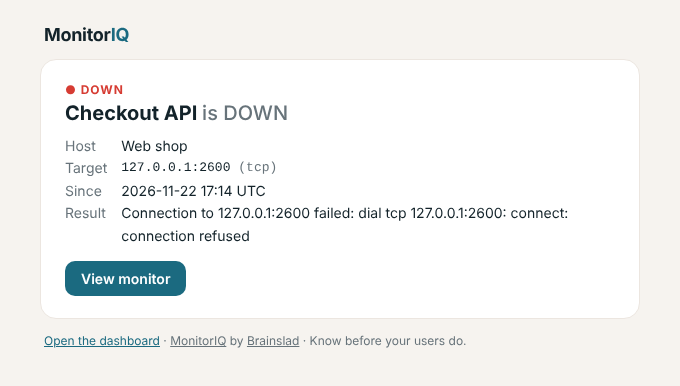 MonitorIQ
DOWN
Checkout API is DOWN
Host Web shop
Target 127.0.0.1:2600 (tcp)
Since 2026-11-22 17:14 UTC
Result Connection to 127.0.0.1:2600 failed: dial tcp 127.0.0.1:2600: connect:
connection refused
View monitor
Open the dashboard · MonitorIQ by Brainslad · Know before your users do.